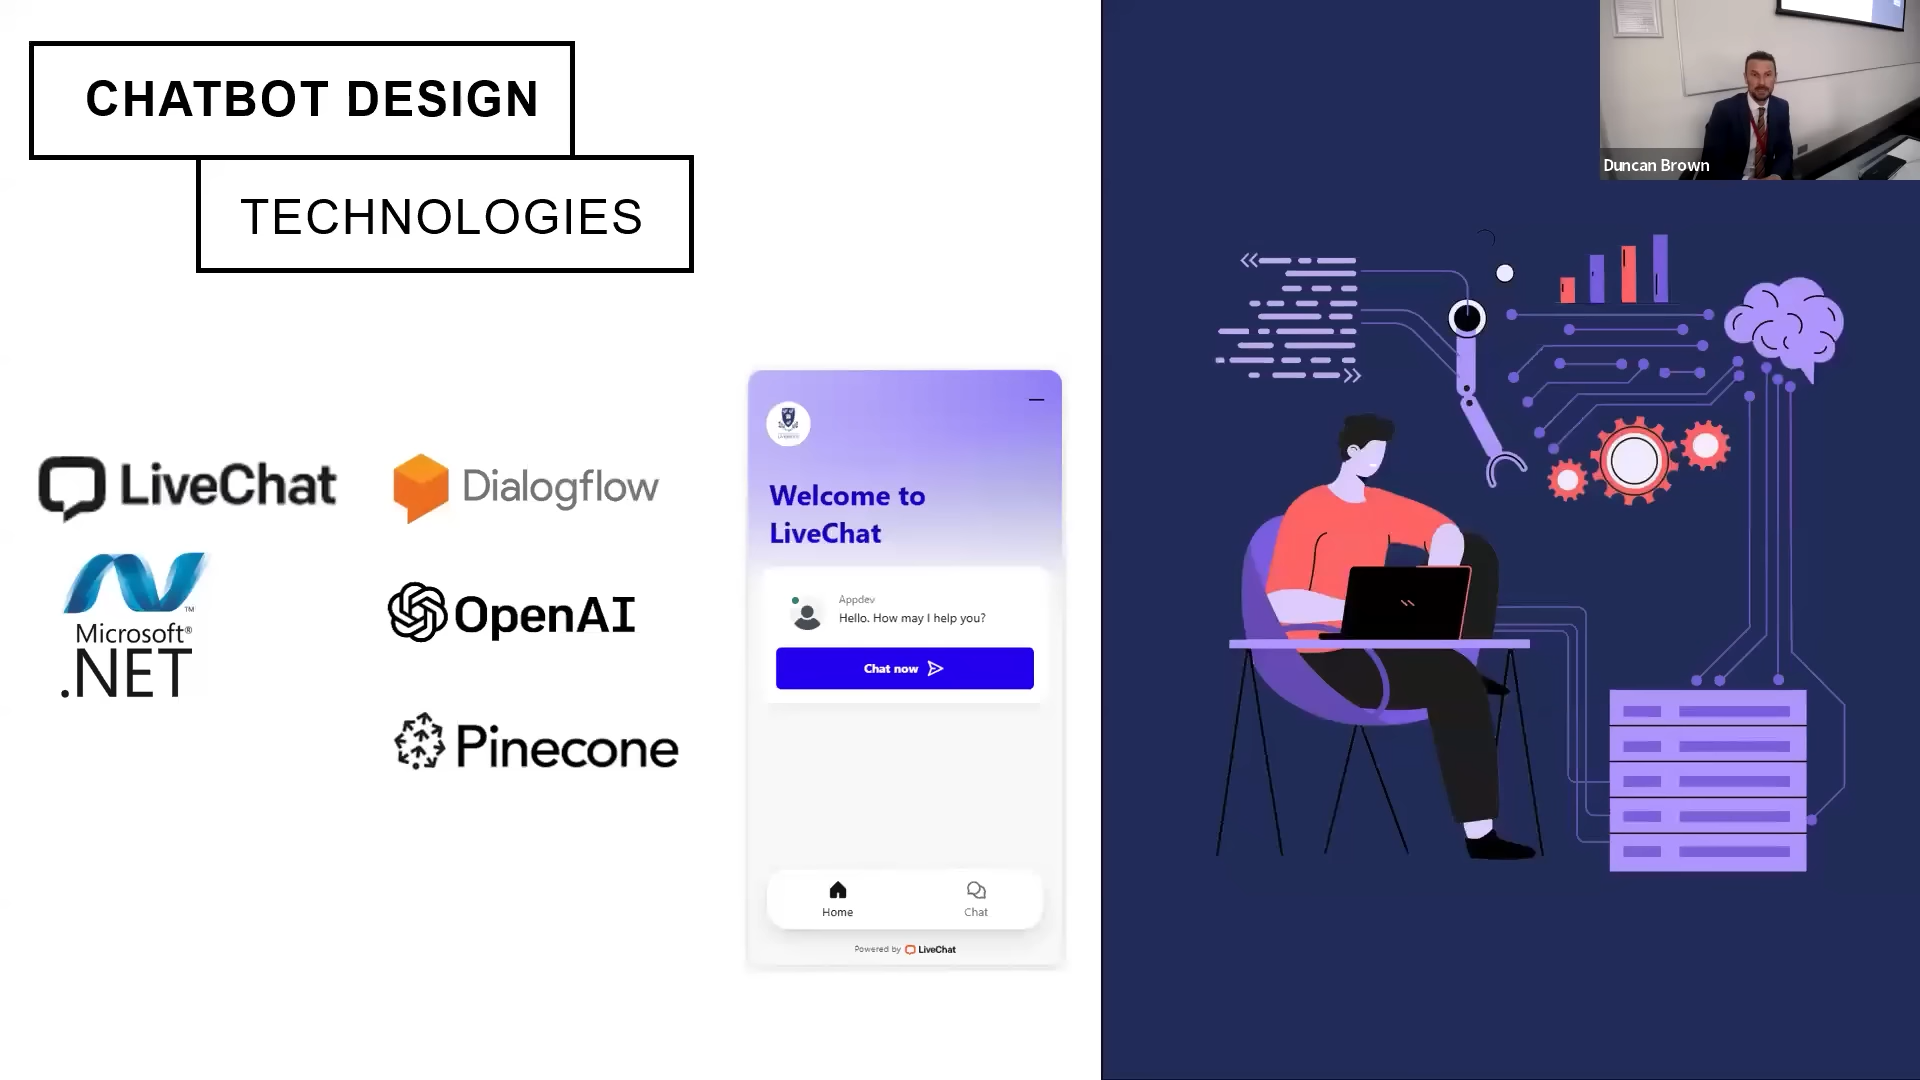 CHATBOT DESIGN
TECHNOLOGIES
LiveChat
Dialogflow
Microsoft®
.NET
TM
OpenAI
Pinecone
Welcome to
LiveChat
Appdev
Hello. How may I help you?
Chat now
Home
Chat
Powered by LiveChat
Duncan Brown